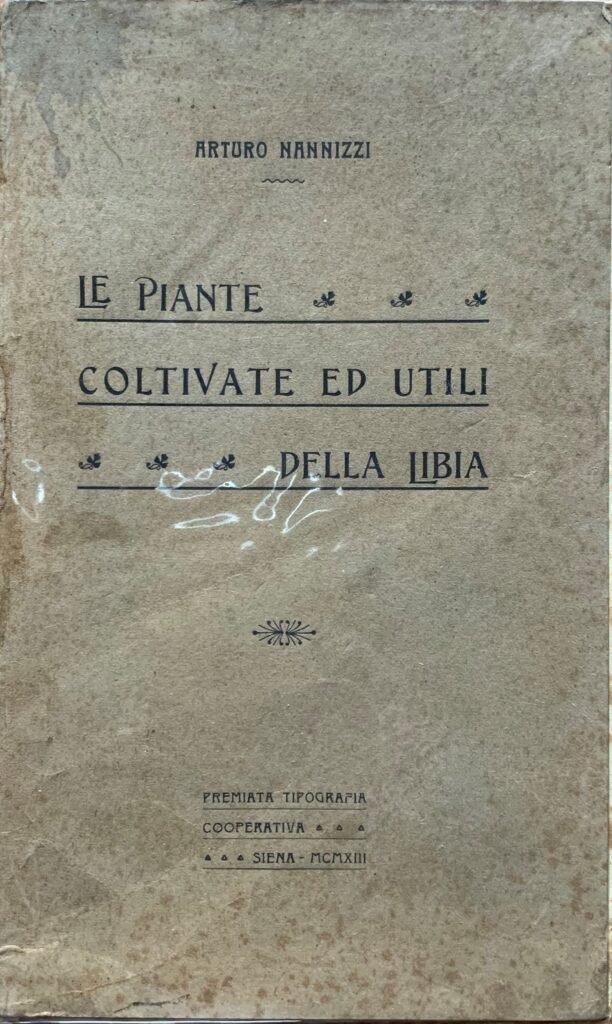 ARTURO NANNIZZI
LE PIANTE
COLTIVATE ED UTILI
DELLA LIBIA
PREMIATA TIPOGRAFIA
COOPERATIVA
SIENA - MCMXIII